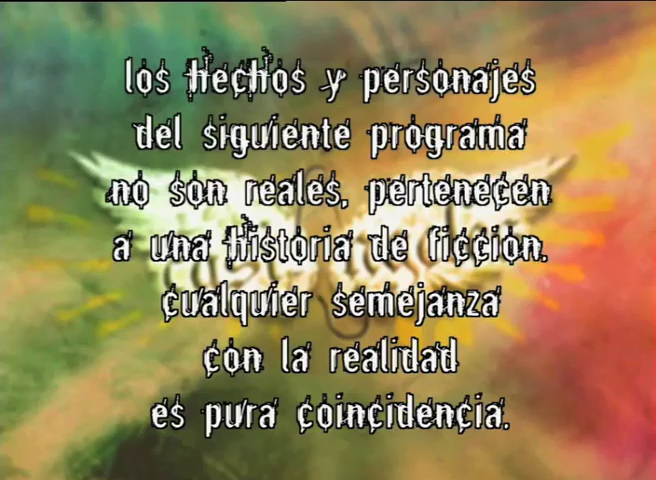 los hechos y personajes
del siguiente programa
no son reales, pertenecen
a una historia de ficción.
cualquier semejanza
con la realidad
es pura coincidencia.